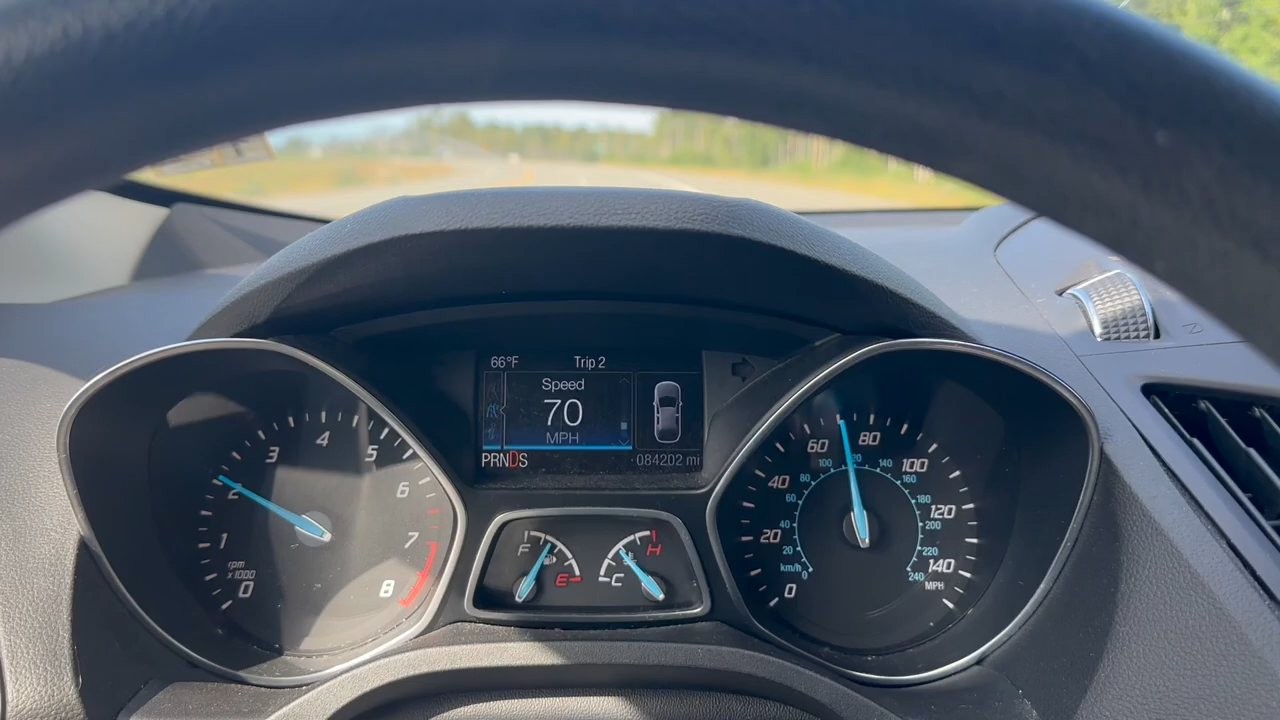 66°F Trip 2
Speed
70
MPH
PRNDS 084202 mi
0 1 2 3 4 5 6 7 8
rpm
x1000
F E
C H
0 20 40 60 80 100 120 140
MPH
km/h
0 20 40 60 80 100 120 140 160 180 200 220 240